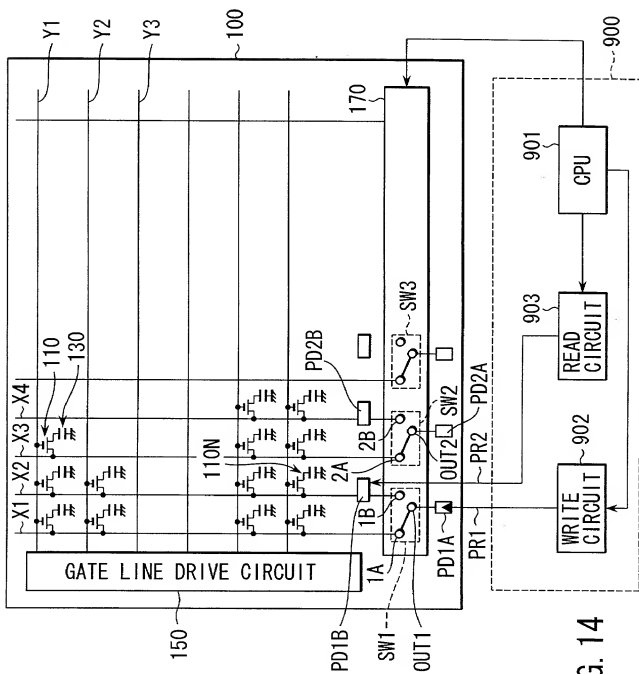 Y1
Y2
Y3
100
110
130
X1
X2
X3
X4
110N
170
PD2B
SW3
GATE LINE DRIVE CIRCUIT
150
PD1B
1A
1B
2A
2B
SW1
SW2
OUT1
OUT2
PD1A
PD2A
PR1
PR2
900
901
CPU
903
READ
CIRCUIT
902
WRITE
CIRCUIT
G. 14